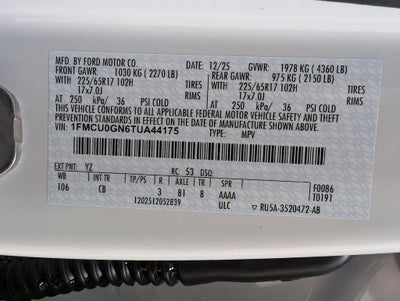 MFD. BY FORD MOTOR CO.
12/25 GVWR: 1978 KG (4360 LB)
FRONT GAWR: 1030 KG (2270 LB) REAR GAWR: 975 KG (2150 LB)
WITH 225/65R17 102H TIRES WITH 225/65R17 102H TIRES
17x7.0J RIMS 17x7.0J RIMS
AT 250 kPa/ 36 PSI COLD AT 250 kPa/ 36 PSI COLD
THIS VEHICLE CONFORMS TO ALL APPLICABLE FEDERAL MOTOR VEHICLE SAFETY AND THEFT
PREVENTION STANDARDS IN EFFECT ON THE DATE OF MANUFACTURE SHOWN ABOVE.
VIN: 1FMCU0GN6TUA44175
TYPE: MPV
EXT PNT: YZ RC: 53 DSO:
WB INT TR TP/PS R AXLE TR SPR
106 CB 3 B1 8 AAAA
F0086
T0191
1202512052839 ULC RU5A-3520472-AB